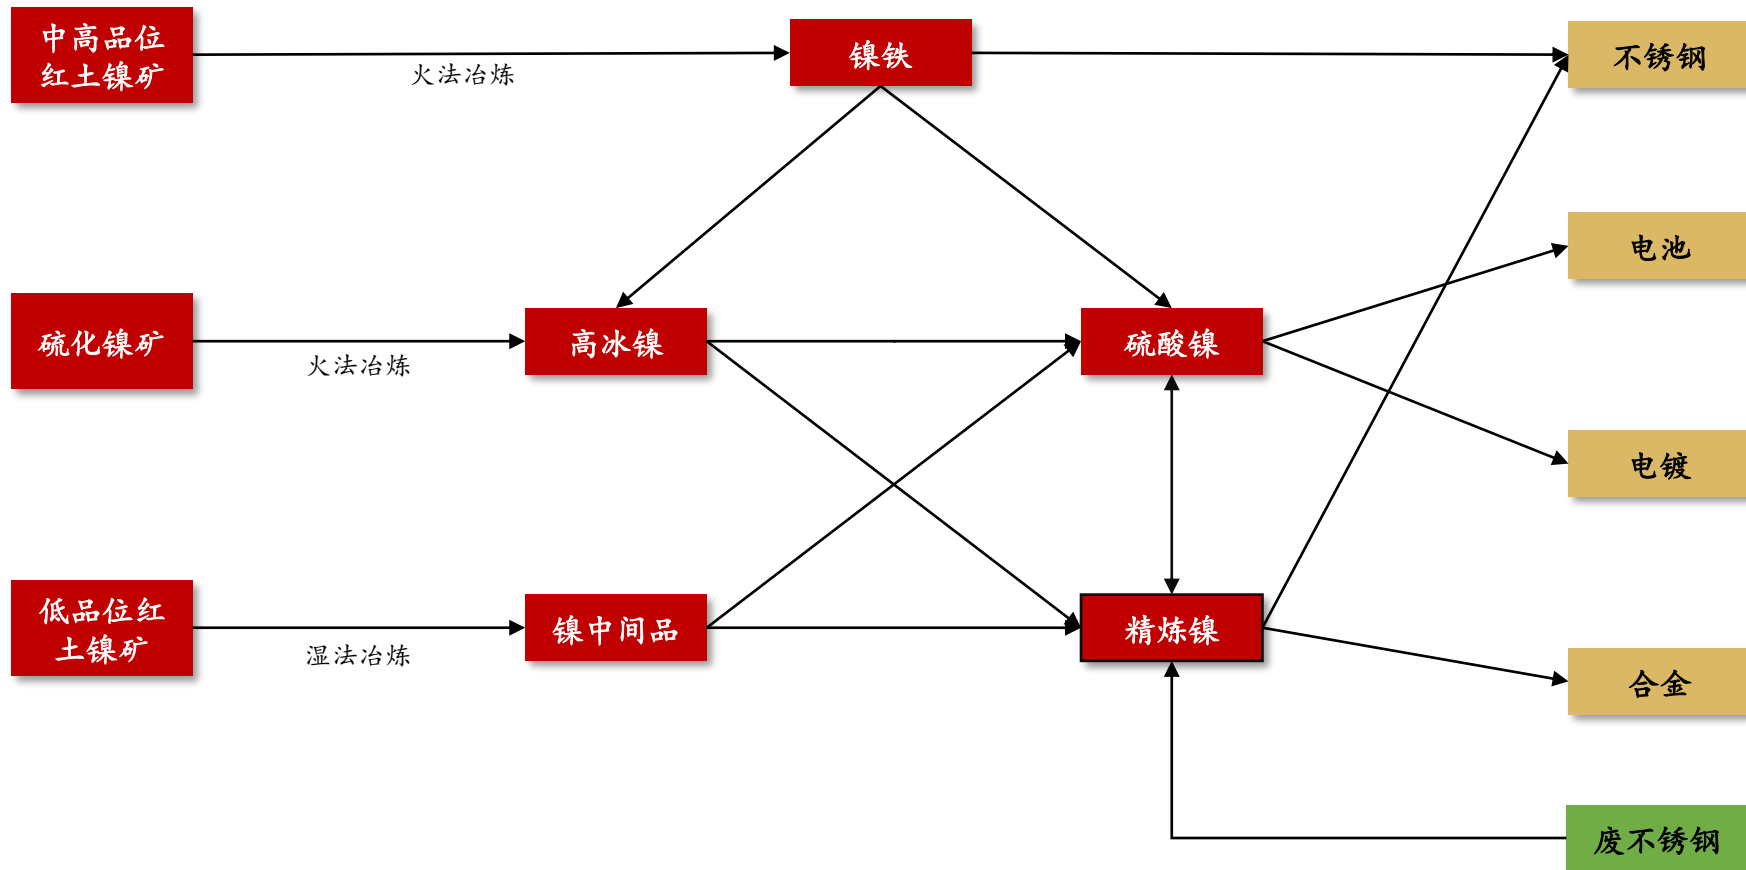 中高品位
红土镍矿
火法冶炼
镍铁
不锈钢
电池
硫化镍矿
火法冶炼
高冰镍
硫酸镍
电镀
低品位红
土镍矿
湿法冶炼
镍中间品
精炼镍
合金
废不锈钢